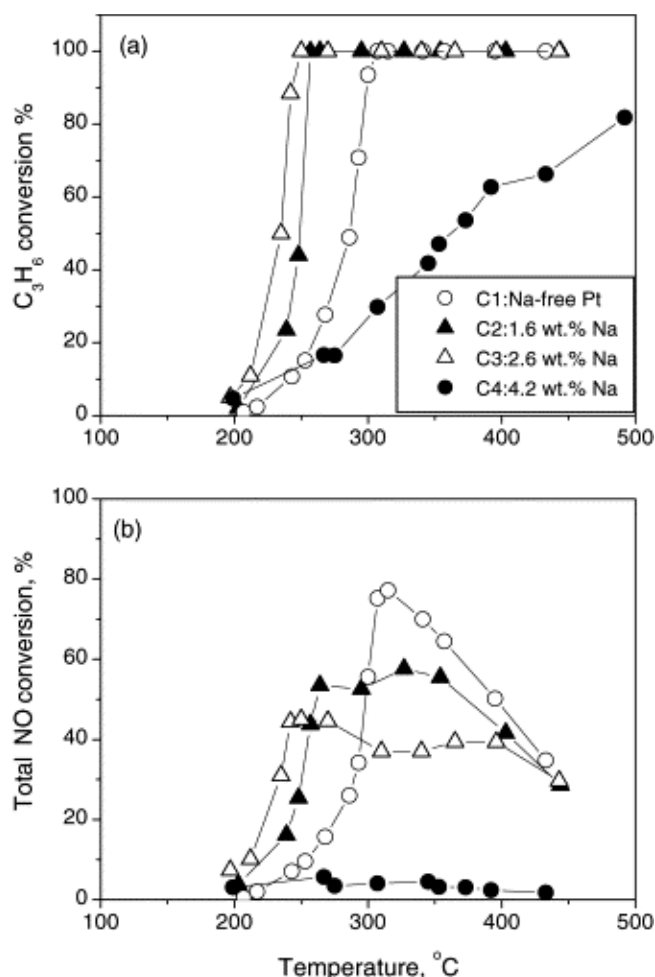 (a)
C3H6 conversion %
100
80
60
40
20
0
C1:Na-free Pt
C2:1.6 wt.% Na
C3:2.6 wt.% Na
C4:4.2 wt.% Na
100 200 300 400 500
(b)
Total NO conversion, %
100
80
60
40
20
0
100 200 300 400 500
Temperature, °C